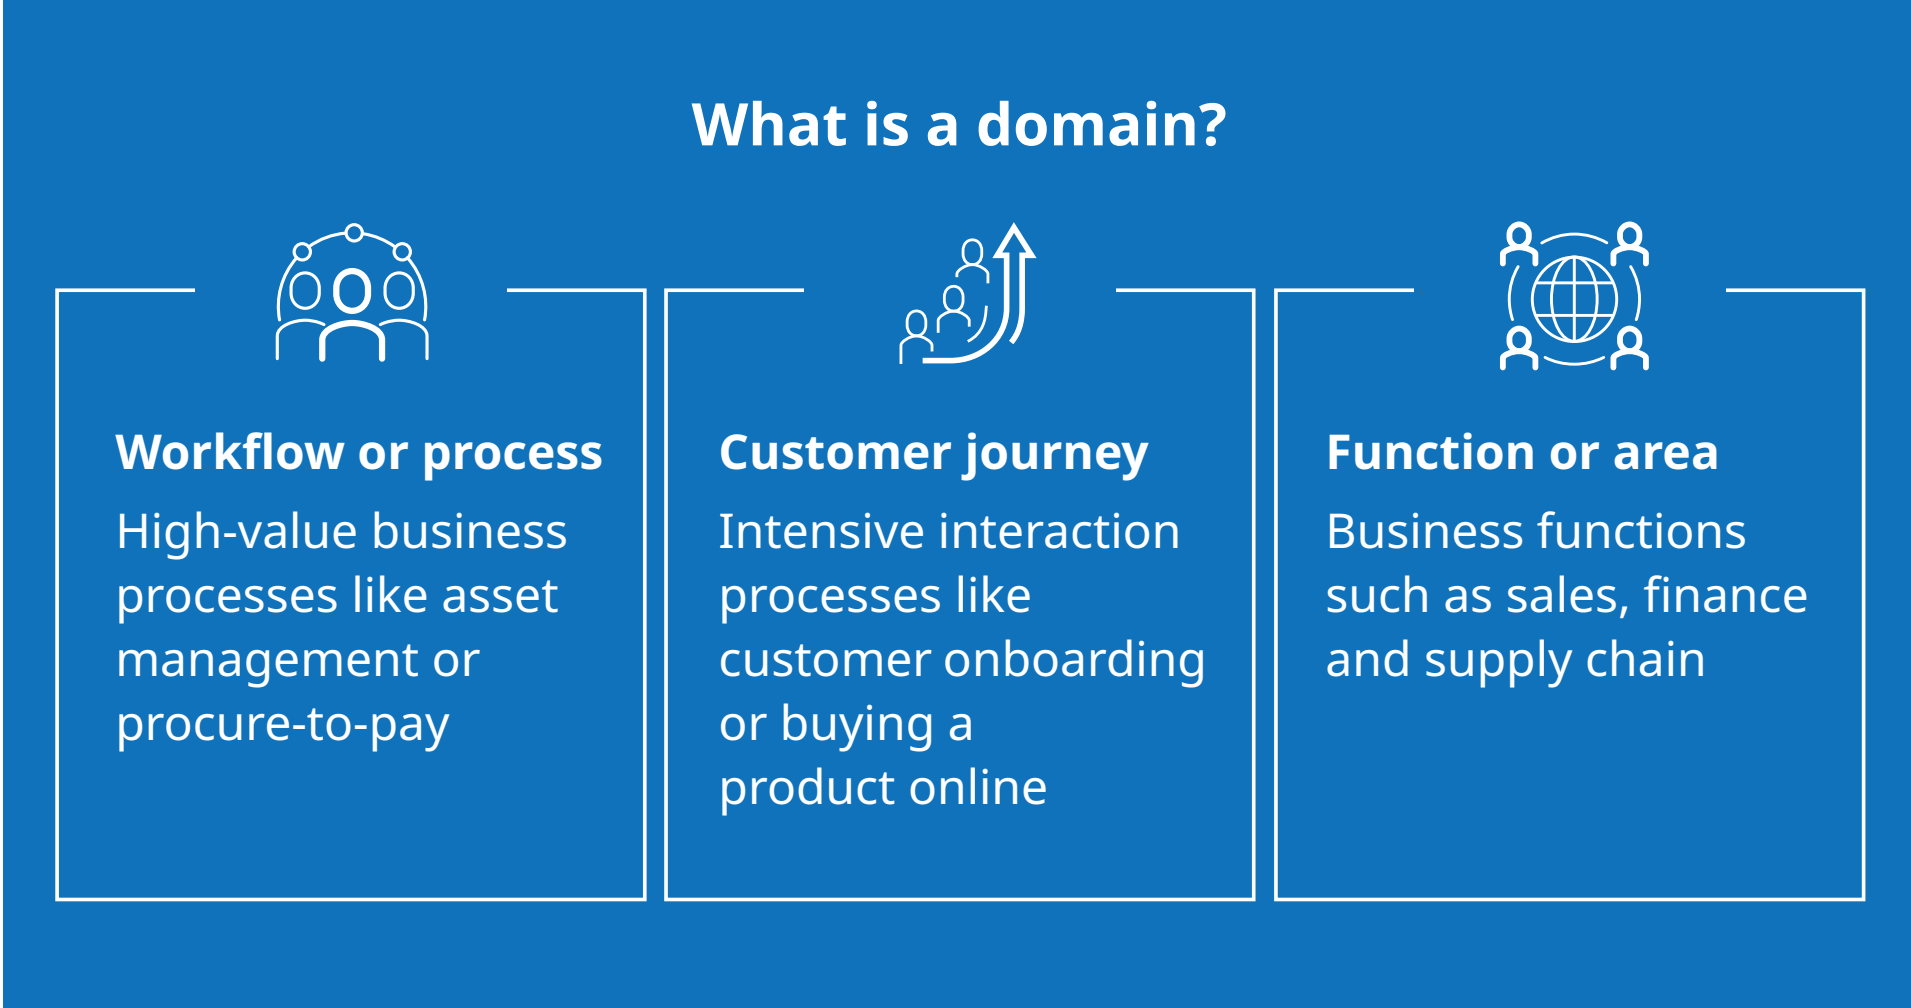 What is a domain?
Workflow or process
High-value business
processes like asset
management or
procure-to-pay
Customer journey
Intensive interaction
processes like
customer onboarding
or buying a
product online
Function or area
Business functions
such as sales, finance
and supply chain